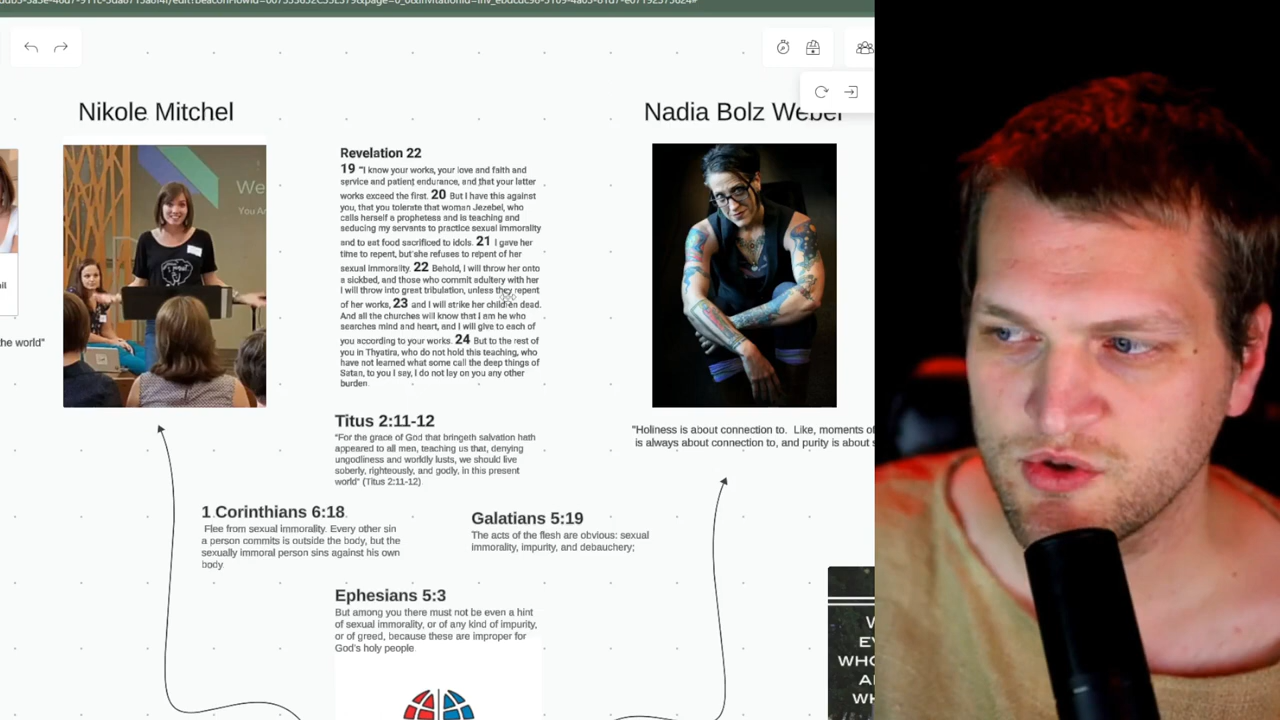 Nikole Mitchel
Nadia Bolz Weber
We
You Ar
the world"
Revelation 22
19 "I know your works, your love and faith and
service and patient endurance, and that your latter
works exceed the first. 20 But I have this against
you, that you tolerate that woman Jezebel, who
calls herself a prophetess and is teaching and
seducing my servants to practice sexual immorality
and to eat food sacrificed to idols. 21 I gave her
time to repent, but she refuses to repent of her
sexual immorality. 22 Behold, I will throw her onto
a sickbed, and those who commit adultery with her
I will throw into great tribulation, unless they repent
of her works, 23 and I will strike her children dead.
And all the churches will know that I am he who
searches mind and heart, and I will give to each of
you according to your works. 24 But to the rest of
you in Thyatira, who do not hold this teaching, who
have not learned what some call the deep things of
Satan, to you I say, I do not lay on you any other
burden.
Titus 2:11-12
"For the grace of God that bringeth salvation hath
appeared to all men, teaching us that, denying
ungodliness and worldly lusts, we should live
soberly, righteously, and godly, in this present
world" (Titus 2:11-12)
"Holiness is about connection to. Like, moments of
is always about connection to, and purity is about s
1 Corinthians 6:18
Flee from sexual immorality. Every other sin
a person commits is outside the body, but the
sexually immoral person sins against his own
body.
Galatians 5:19
The acts of the flesh are obvious: sexual
immorality, impurity, and debauchery;
Ephesians 5:3
But among you there must not be even a hint
of sexual immorality, or of any kind of impurity,
or of greed, because these are improper for
God's holy people.
W
EV
WHO
A
WH